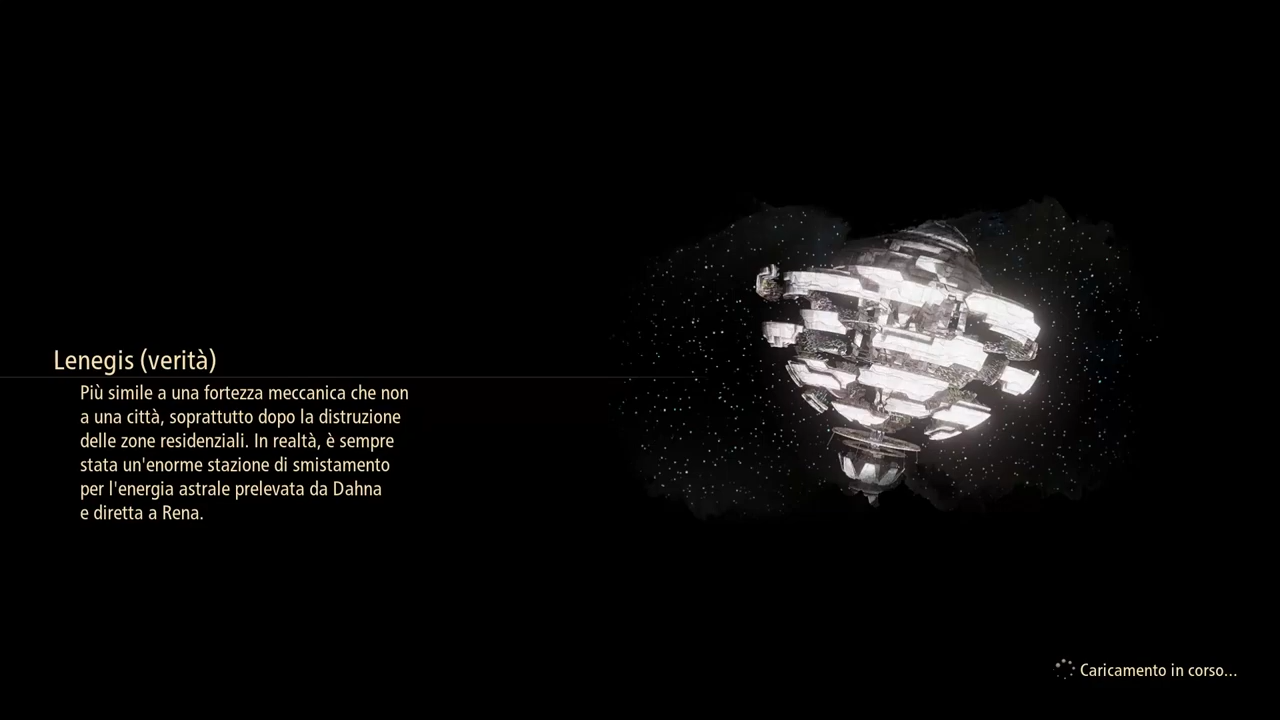 Lenegis (verità)
Più simile a una fortezza meccanica che non
a una città, soprattutto dopo la distruzione
delle zone residenziali. In realtà, è sempre
stata un'enorme stazione di smistamento
per l'energia astrale prelevata da Dahna
e diretta a Rena.
Caricamento in corso...